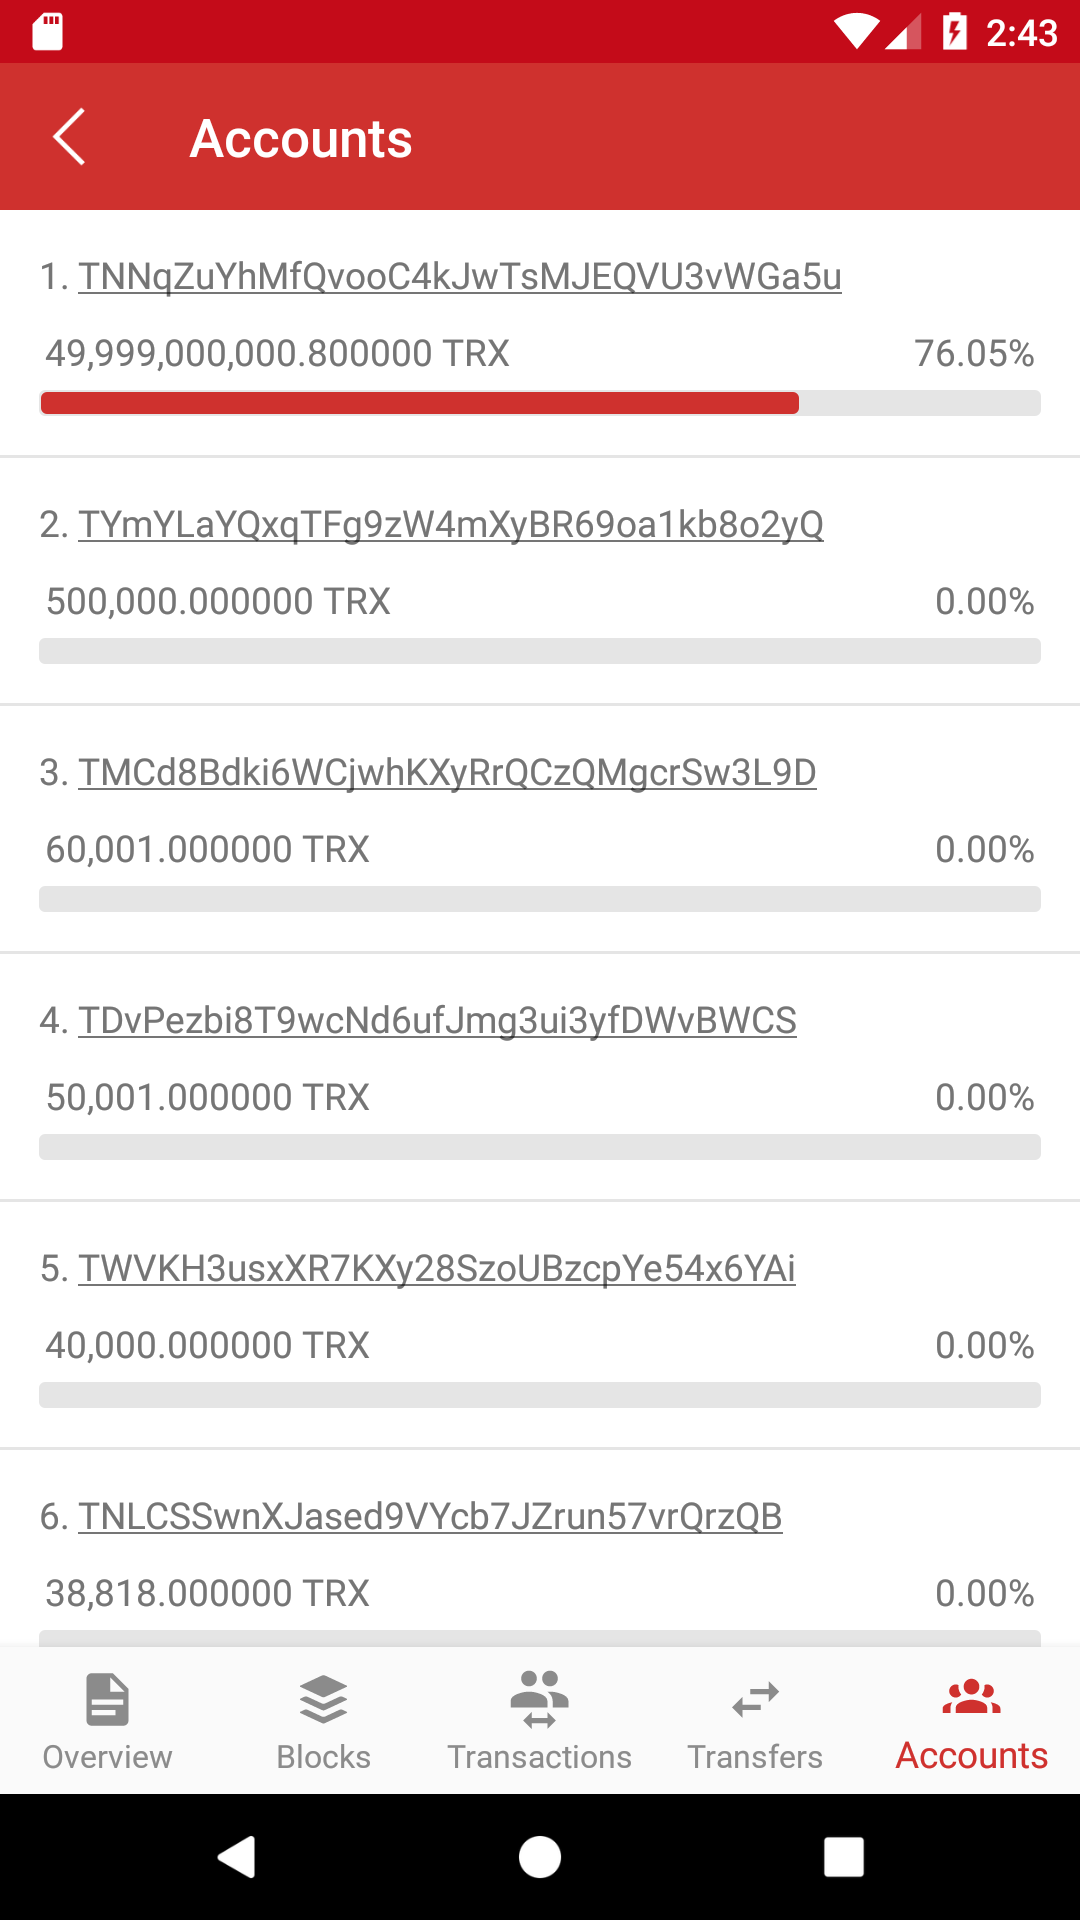 2:43
Accounts
1. TNNqZuYhMfQvooC4kJwTsMJEQVU3vWGa5u
49,999,000,000.800000 TRX 76.05%
2. TYmYLaYQxqTFg9zW4mXyBR69oa1kb8o2yQ
500,000.000000 TRX 0.00%
3. TMCd8Bdki6WCjwhKXyRrQCzQMgcrSw3L9D
60,001.000000 TRX 0.00%
4. TDvPezbi8T9wcNd6ufJmg3ui3yfDWvBWCS
50,001.000000 TRX 0.00%
5. TWVKH3usxXR7KXy28SzoUBzcpYe54x6YAi
40,000.000000 TRX 0.00%
6. TNLCSSwnXJased9VYcb7JZrun57vrQrzQB
38,818.000000 TRX 0.00%
Overview Blocks Transactions Transfers Accounts